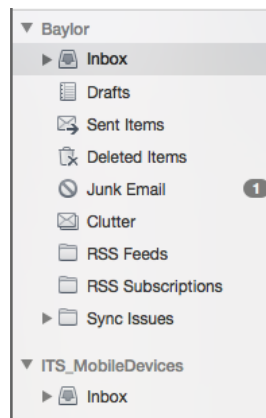 Baylor
Inbox
Drafts
Sent Items
Deleted Items
Junk Email 1
Clutter
RSS Feeds
RSS Subscriptions
Sync Issues
ITS_MobileDevices
Inbox